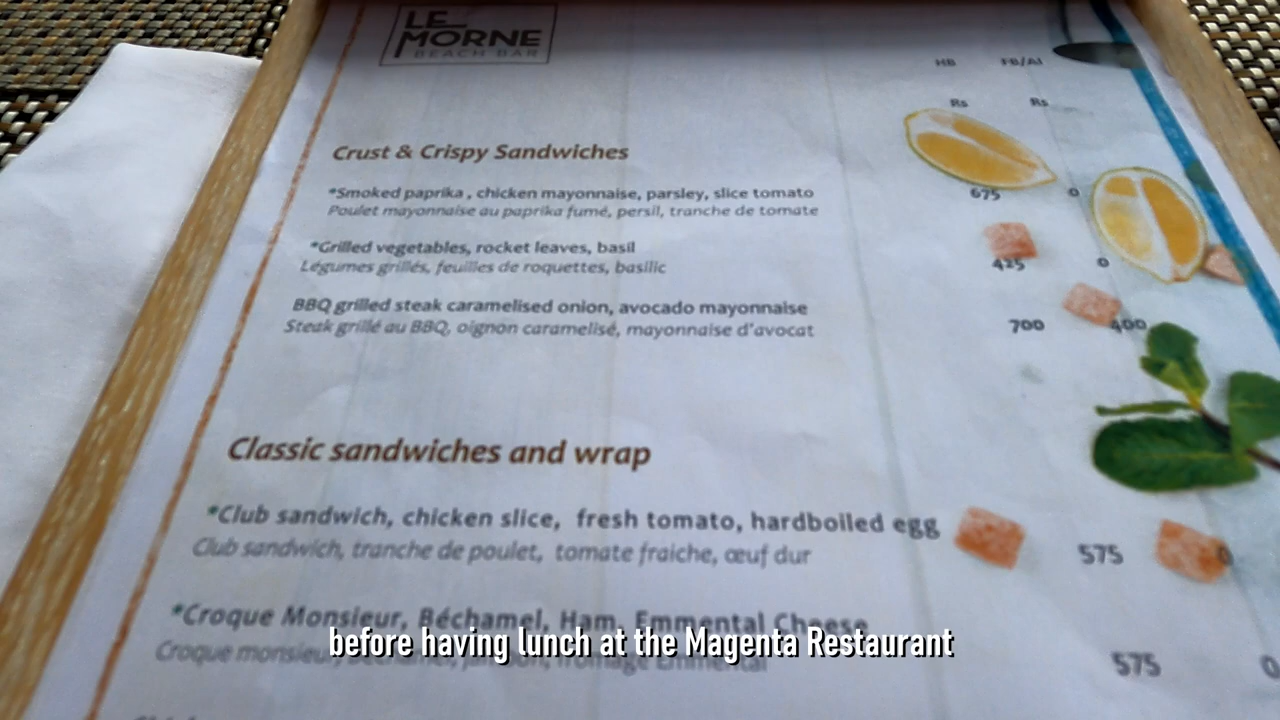 LE
MORNE
BEACH BAR
HB FB/AI
Rs Rs
Crust & Crispy Sandwiches
*Smoked paprika , chicken mayonnaise, parsley, slice tomato 675 0
Poulet mayonnaise au paprika fumé, persil, tranche de tomate
*Grilled vegetables, rocket leaves, basil
Légumes grillés, feuilles de roquettes, basilic 425 0
BBQ grilled steak caramelised onion, avocado mayonnaise
Steak grillé au BBQ, oignon caramelisé, mayonnaise d'avocat 700 400
Classic sandwiches and wrap
*Club sandwich, chicken slice, fresh tomato, hardboiled egg
Club sandwich, tranche de poulet, tomate fraiche, œuf dur 575 0
*Croque Monsieur, Béchamel, Ham, Emmental Cheese
before having lunch at the Magenta Restaurant
Croque monsieur 575 0